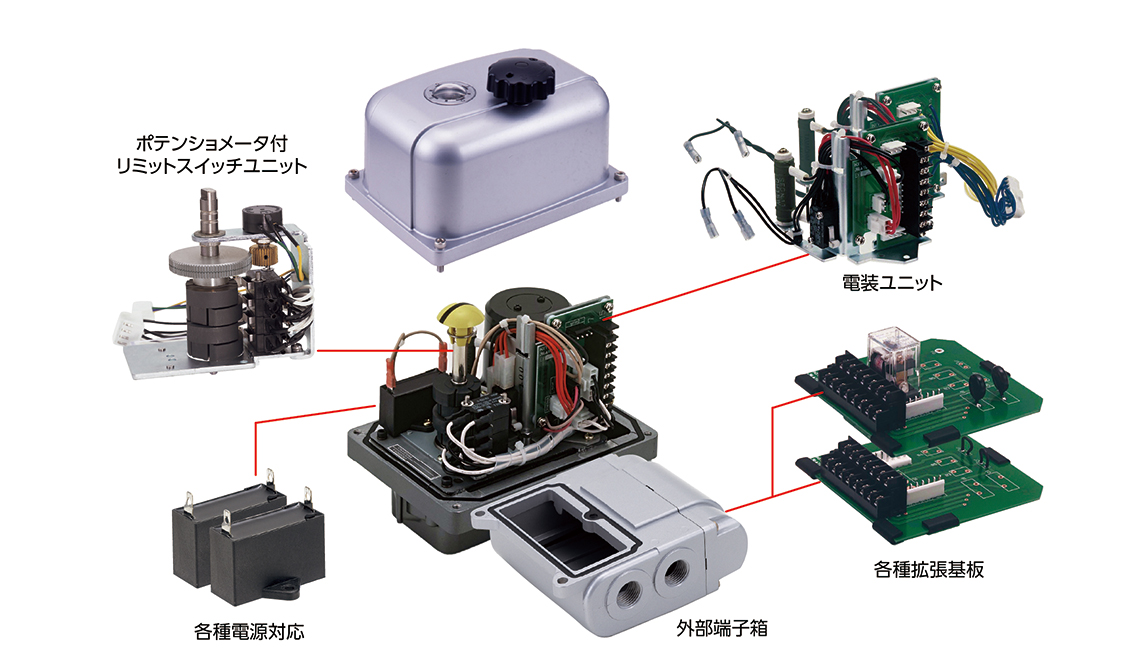 ポテンショメータ付
リミットスイッチユニット
電装ユニット
各種拡張基板
各種電源対応
外部端子箱